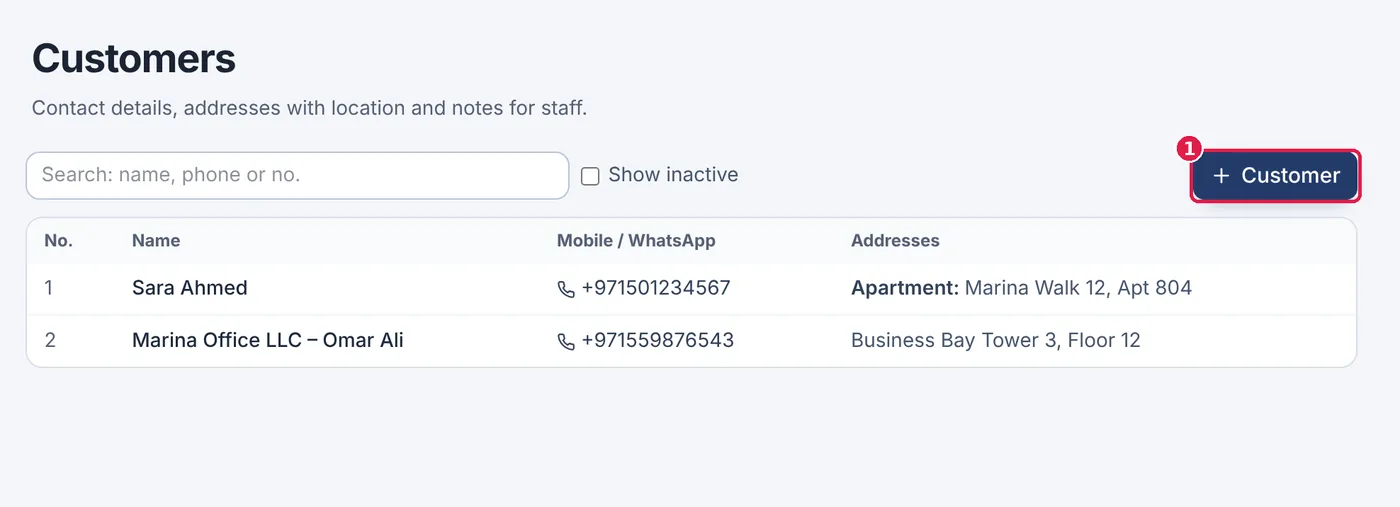 Customers
Contact details, addresses with location and notes for staff.
Search: name, phone or no.
Show inactive
1
+ Customer
No. Name Mobile / WhatsApp Addresses
1 Sara Ahmed +971501234567 Apartment: Marina Walk 12, Apt 804
2 Marina Office LLC – Omar Ali +971559876543 Business Bay Tower 3, Floor 12